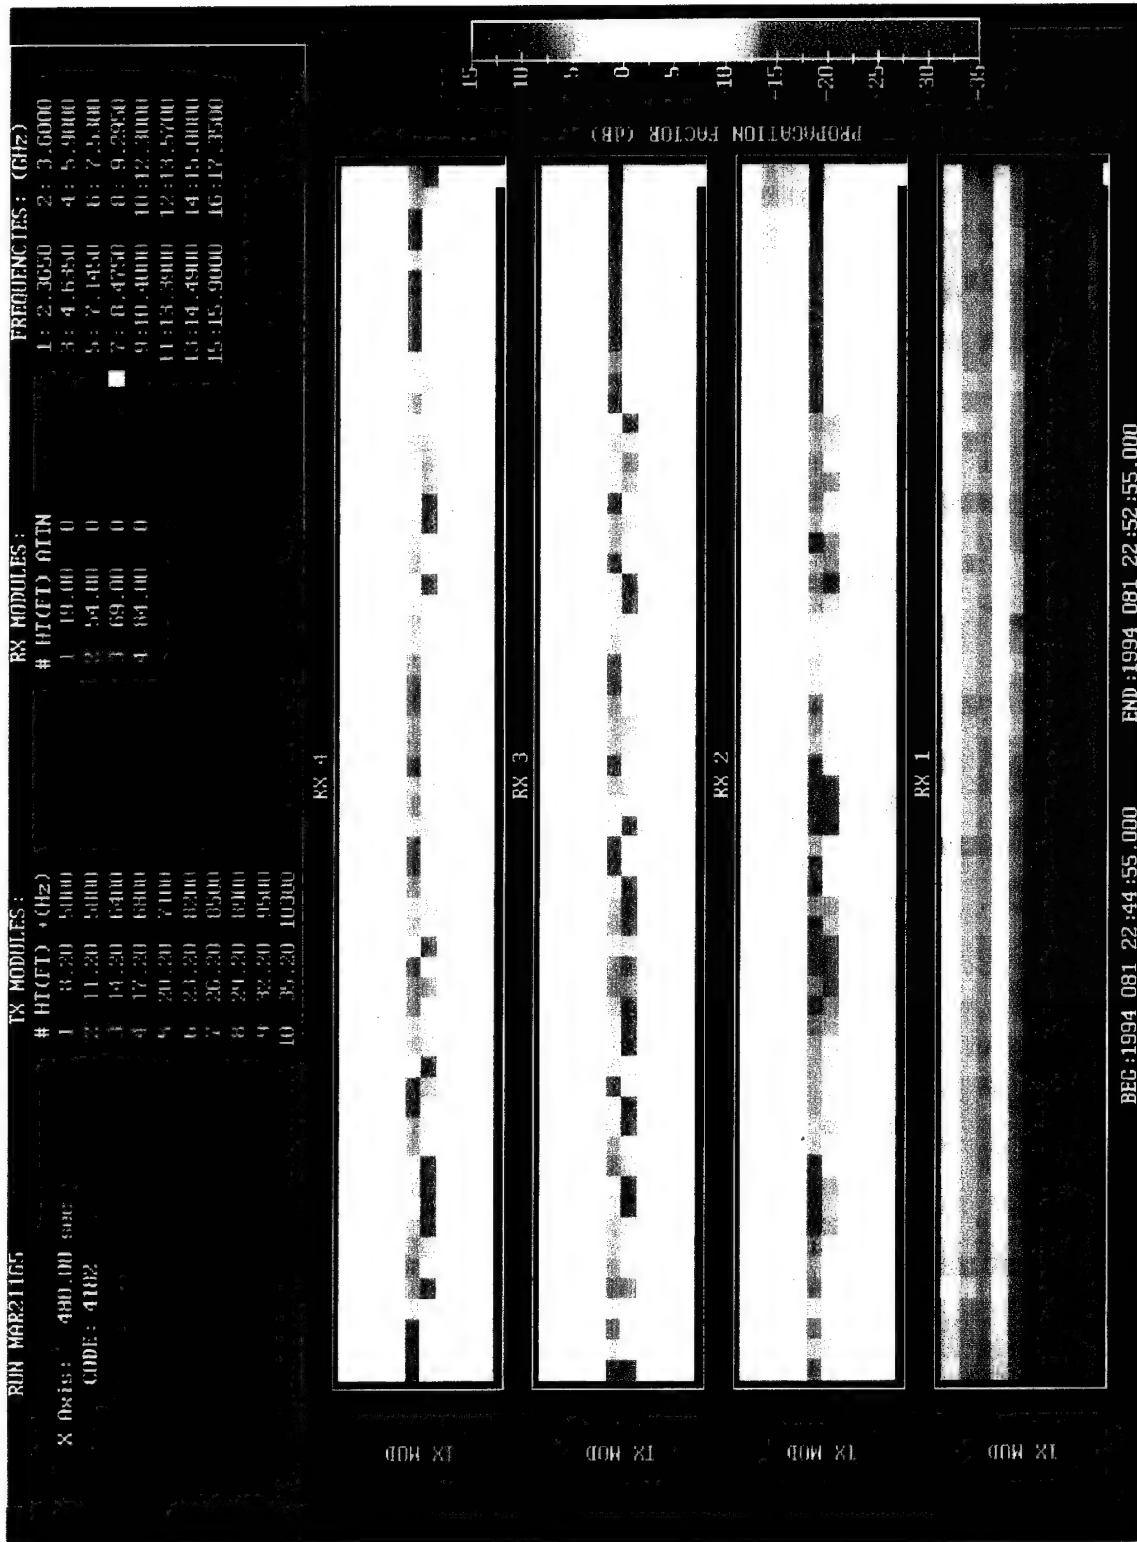 RUN MAR21165
X Axis: 480.00 sec
CODE: 4182
TX MODULES:
# HT(FT) +(Hz)
1 8.20 5000
2 11.20 5800
3 14.20 6400
4 17.20 6800
5 20.20 7100
6 23.20 8200
7 26.20 8500
8 29.20 8900
9 32.20 9500
10 35.20 10300
RX MODULES:
# HT(FT) ATTN
1 19.00 0
2 54.00 0
3 69.00 0
4 84.00 0
FREQUENCIES: (GHz)
1: 2.3650 2: 3.6000
3: 4.6350 4: 5.9000
5: 7.1450 6: 7.5300
7: 8.4750 8: 9.2950
9:10.4000 10:12.3000
11:13.3900 12:13.5700
13:14.4900 14:15.0000
15:15.9000 16:17.3500
RX 4
TX MOD
RX 3
TX MOD
RX 2
TX MOD
RX 1
TX MOD
BEG:1994 081 22:44:55.000 END:1994 081 22:52:55.000
PROPAGATION FACTOR (dB)
15
10
5
0
5
10
-15
-20
-25
30
-35